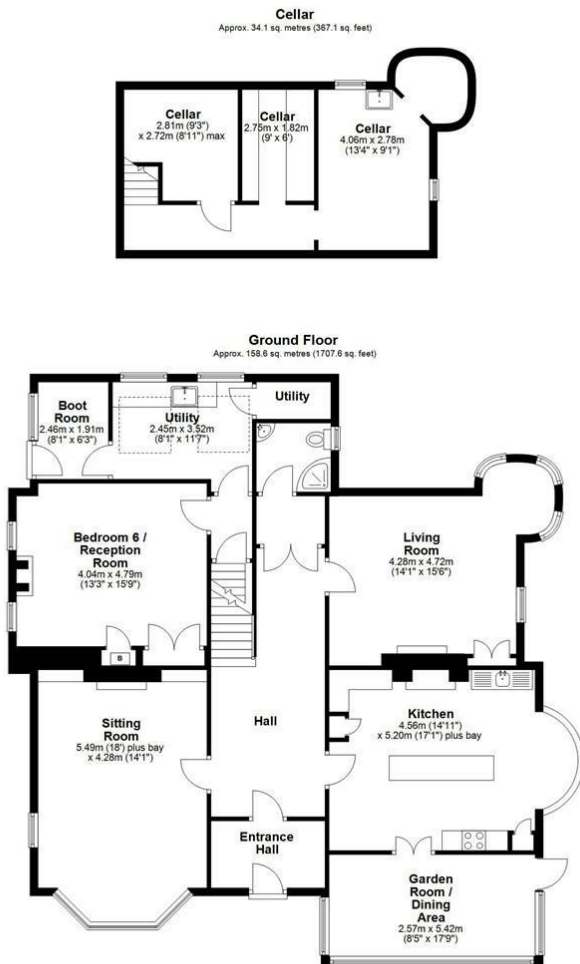 Cellar
Approx. 34.1 sq. metres (367.1 sq. feet)
Cellar
2.81m (9'3")
x 2.72m (8'11") max
Cellar
2.75m x 1.82m
(9' x 6')
Cellar
4.06m x 2.78m
(13'4" x 9'1")
Ground Floor
Approx. 158.6 sq. metres (1707.6 sq. feet)
Boot
Room
2.46m x 1.91m
(8'1" x 6'3")
Utility
2.45m x 3.52m
(8'1" x 11'7")
Utility
Bedroom 6 /
Reception
Room
4.04m x 4.79m
(13'3" x 15'9")
B
Living
Room
4.28m x 4.72m
(14'1" x 15'6")
Sitting
Room
5.49m (18') plus bay
x 4.28m (14'1")
Hall
Kitchen
4.56m (14'11")
x 5.20m (17'1") plus bay
Entrance
Hall
Garden
Room /
Dining
Area
2.57m x 5.42m
(8'5" x 17'9")